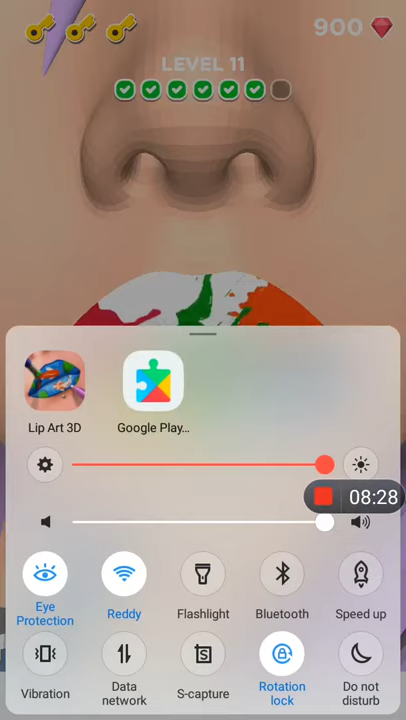 900
LEVEL 11
Lip Art 3D
Google Play...
08:28
Eye Protection
Reddy
Flashlight
Bluetooth
Speed up
Vibration
Data network
S-capture
Rotation lock
Do not disturb